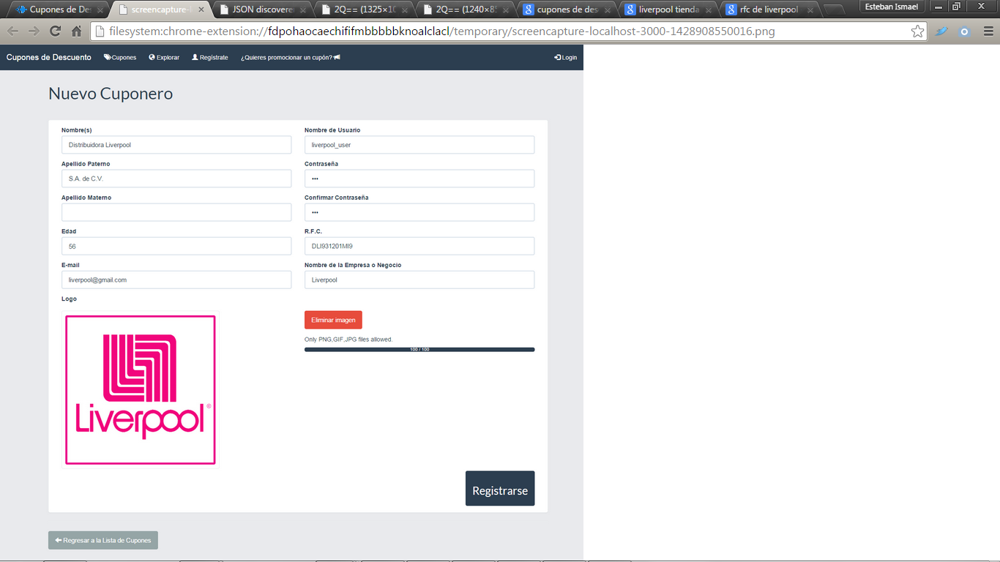 Cupones de Des
screencapture-l
JSON discovere
2Q== (1325×10
2Q== (1240×85
cupones de des
liverpool tienda
rfc de liverpool
Esteban Ismael
filesystem:chrome-extension://fdpohaocaechififmbbbbbknoalclacl/temporary/screencapture-localhost-3000-1428908550016.png
Cupones de Descuento
Cupones
Explorar
Regístrate
¿Quieres promocionar un cupón?
Login
Nuevo Cuponero
Nombre(s)
Distribuidora Liverpool
Nombre de Usuario
liverpool_user
Apellido Paterno
S.A. de C.V.
Contraseña
•••
Apellido Materno
Confirmar Contraseña
•••
Edad
56
R.F.C.
DLI931201MI9
E-mail
liverpool@gmail.com
Nombre de la Empresa o Negocio
Liverpool
Logo
Liverpool®
Eliminar imagen
Only PNG,GIF,JPG files allowed.
100 / 100
Registrarse
Regresar a la Lista de Cupones